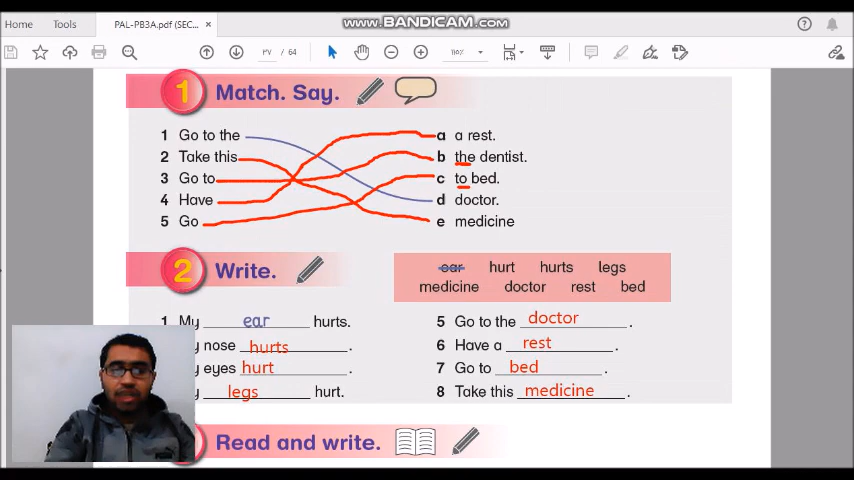 WWW.BANDICAM.COM
Home Tools PAL-PB3A.pdf (SEC... ×
٣٧ / 64
1 Match. Say.
1 Go to the a a rest.
2 Take this b the dentist.
3 Go to c to bed.
4 Have d doctor.
5 Go e medicine
2 Write.
ear hurt hurts legs
medicine doctor rest bed
1 My ear hurts. 5 Go to the doctor.
y nose hurts. 6 Have a rest.
y eyes hurt. 7 Go to bed.
y legs hurt. 8 Take this medicine.
Read and write.